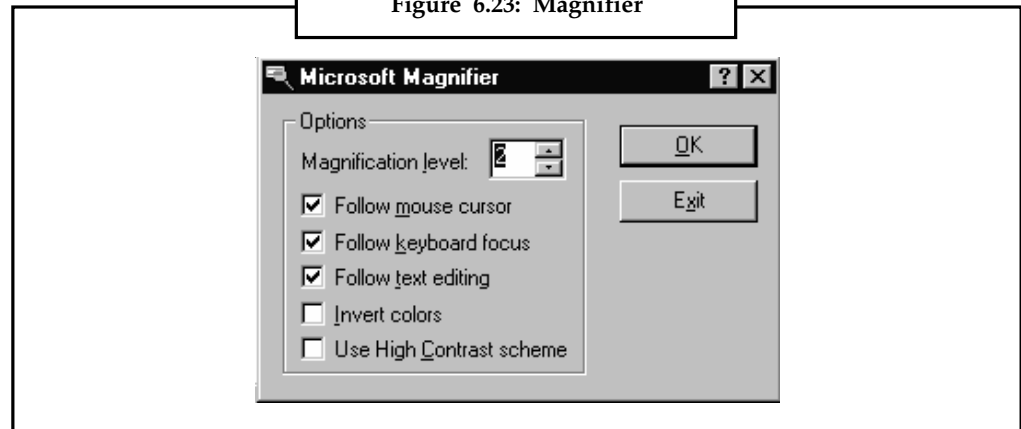 Figure 6.23: Magnifier
Microsoft Magnifier
Options
Magnification level: 2
OK
Exit
Follow mouse cursor
Follow keyboard focus
Follow text editing
Invert colors
Use High Contrast scheme